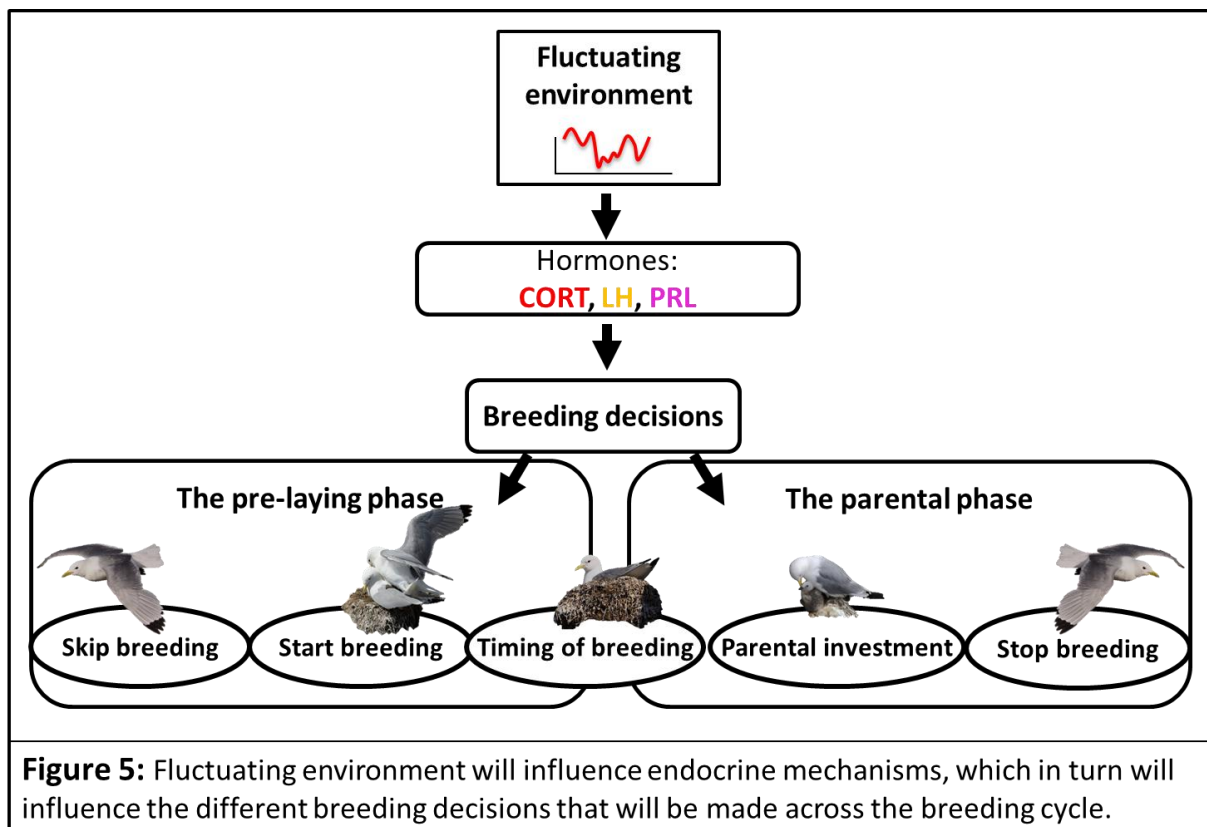 Fluctuating
environment
Hormones:
CORT, LH, PRL
Breeding decisions
The pre-laying phase
The parental phase
Skip breeding
Start breeding
Timing of breeding
Parental investment
Stop breeding
Figure 5: Fluctuating environment will influence endocrine mechanisms, which in turn will
influence the different breeding decisions that will be made across the breeding cycle.